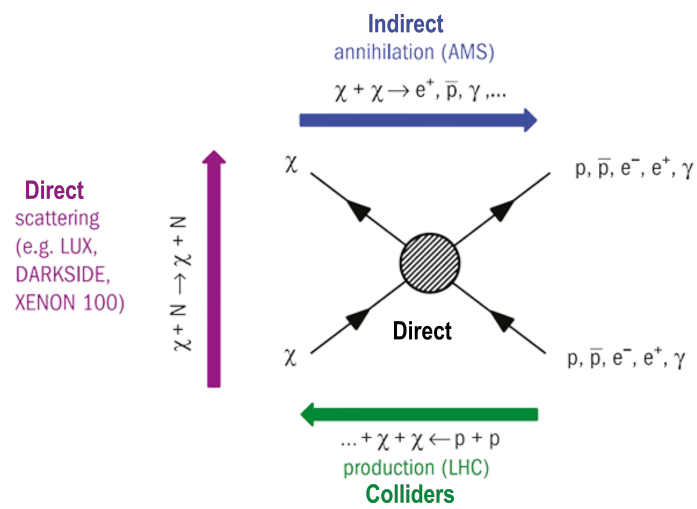 Indirect
annihilation (AMS)
χ + χ → e⁺, p̅, γ ,...
Direct
scattering
(e.g. LUX,
DARKSIDE,
XENON 100)
χ + N → χ + N
χ
p, p̅, e⁻, e⁺, γ
Direct
χ
p, p̅, e⁻, e⁺, γ
... + χ + χ ← p + p
production (LHC)
Colliders